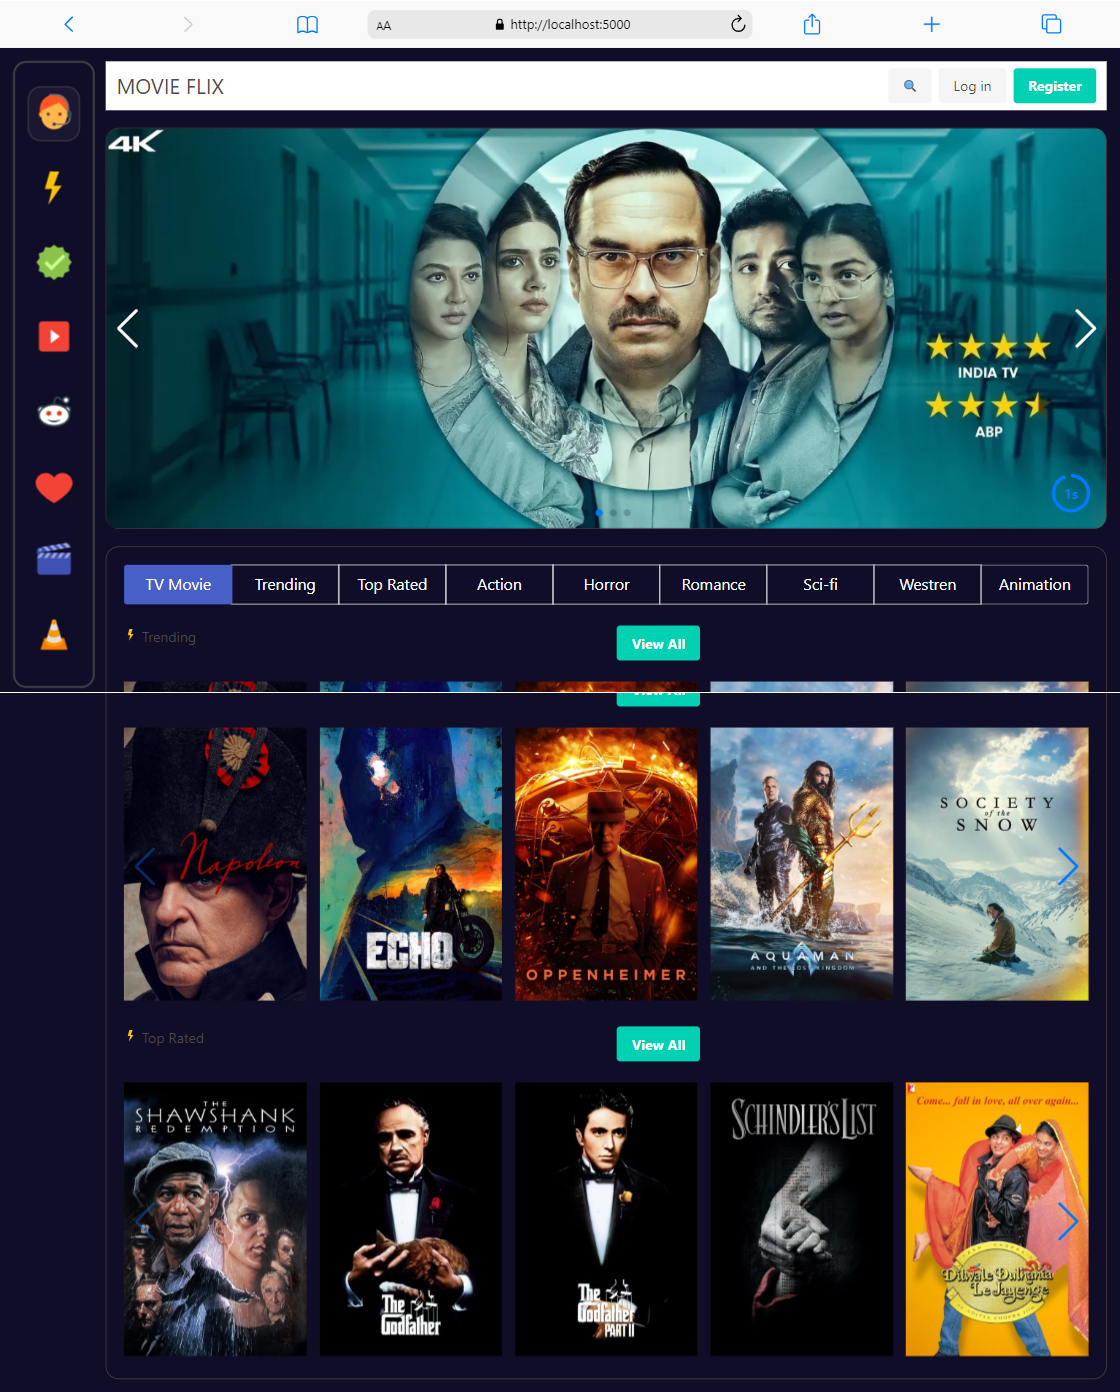 AA
http://localhost:5000
MOVIE FLIX
Log in
Register
4K
INDIA TV
ABP
1s
TV Movie
Trending
Top Rated
Action
Horror
Romance
Sci-fi
Westren
Animation
Trending
View All
View All
Napoleon
ECHO
OPPENHEIMER
AQUAMAN
AND THE LOST KINGDOM
SOCIETY
of the
SNOW
Top Rated
View All
THE
SHAWSHANK
REDEMPTION
The
Godfather
The
Godfather
PART II
SCHINDLER'S LIST
Come... fall in love, all over again...
Dilwale Dulhania
Le Jayenge